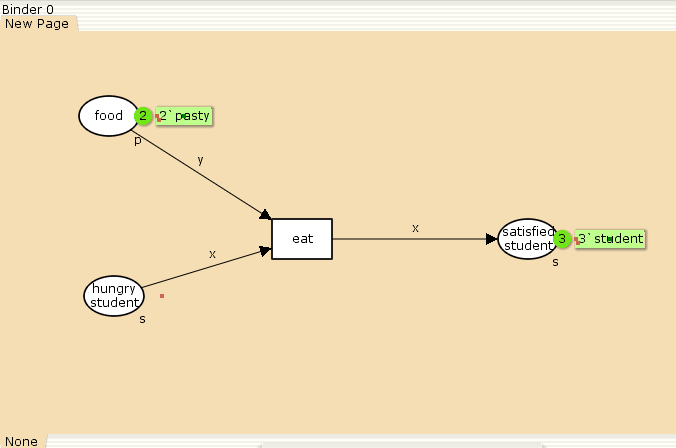 Binder 0
New Page
food
2
2`pasty
p
y
eat
x
satisfied
student
3
3`student
s
x
hungry
student
s
None